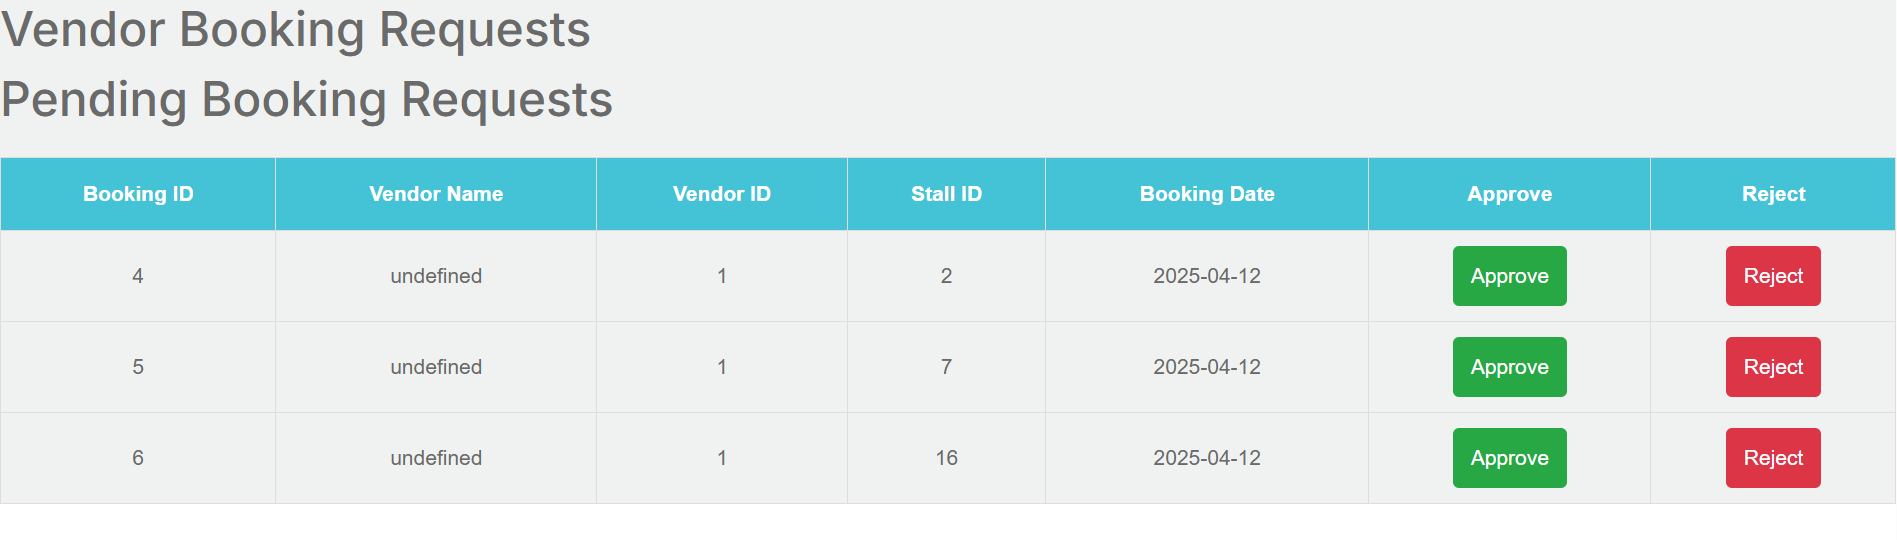 Vendor Booking Requests
Pending Booking Requests
Booking ID Vendor Name Vendor ID Stall ID Booking Date Approve Reject
4 undefined 1 2 2025-04-12 Approve Reject
5 undefined 1 7 2025-04-12 Approve Reject
6 undefined 1 16 2025-04-12 Approve Reject